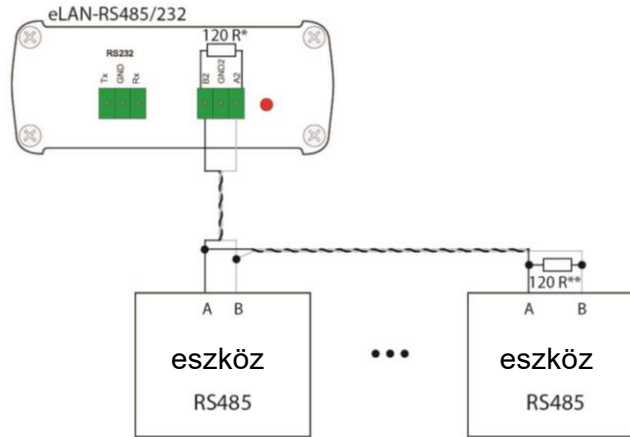 eLAN-RS485/232
120 R*
RS232
Tx
GND
Rx
B2
GND2
A2
120 R**
A B
A B
eszköz
eszköz
RS485
RS485